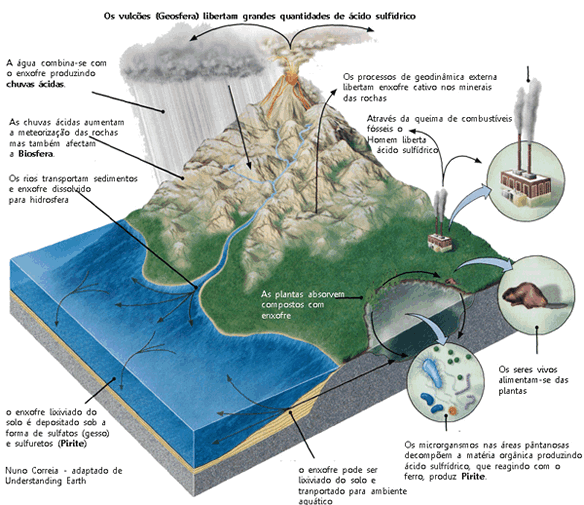 Os vulcões (Geosfera) libertam grandes quantidades de ácido sulfídrico
A água combina-se com
o enxofre produzindo
chuvas ácidas.
Os processos de geodinâmica externa
libertam enxofre cativo nos minerais
das rochas
As chuvas ácidas aumentam
a meteorização das rochas
mas também afectam
a Biosfera.
Através da queima de combustíveis
fósseis o
Homem liberta
ácido sulfídrico
Os rios transportam sedimentos
e enxofre dissolvido
para hidrosfera
As plantas absorvem
compostos com
enxofre
Os seres vivos
alimentam-se das
plantas
o enxofre lixiviado do
solo é depositado sob a
forma de sulfatos (gesso)
e sulfuretos (Pirite)
Os microrgansmos nas áreas pântanosas
decompõem a matéria orgânica produzindo
ácido sulfrídrico, que reagindo com o
ferro, produz Pirite.
Nuno Correia - adaptado de
Understanding Earth
o enxofre pode ser
lixiviado do solo e
tranportado para ambiente
aquático